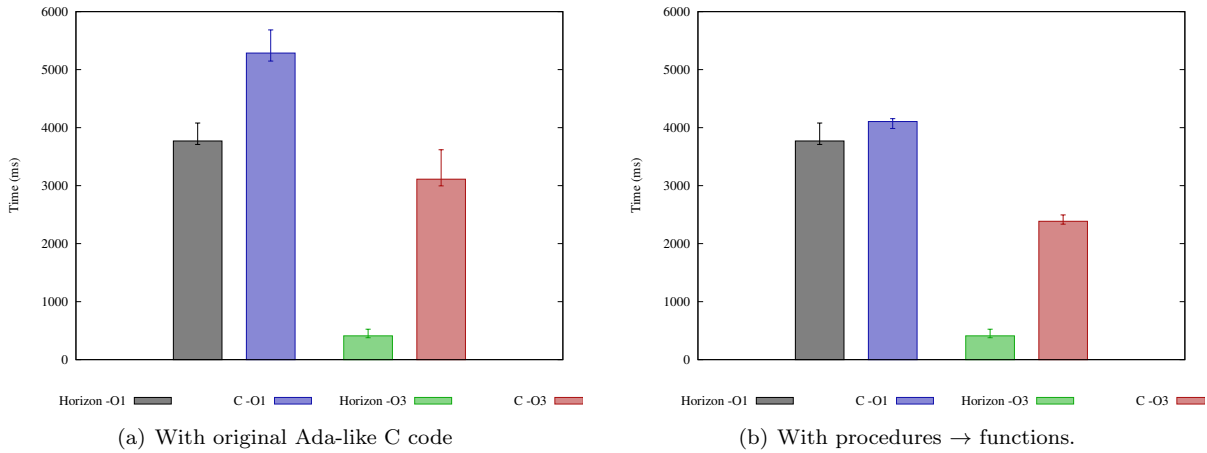 6000
5000
4000
3000
2000
1000
0
Time (ms)
Horizon -O1
C -O1
Horizon -O3
C -O3
(a) With original Ada-like C code
6000
5000
4000
3000
2000
1000
0
Time (ms)
Horizon -O1
C -O1
Horizon -O3
C -O3
(b) With procedures → functions.